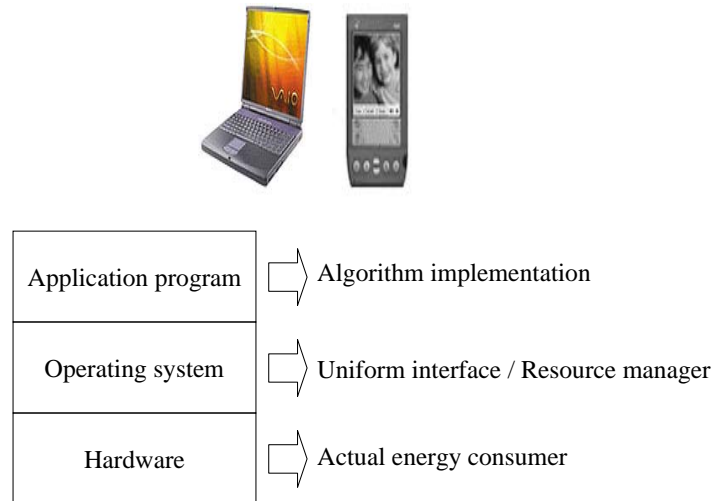 VAIO
Application program
Algorithm implementation
Operating system
Uniform interface / Resource manager
Hardware
Actual energy consumer